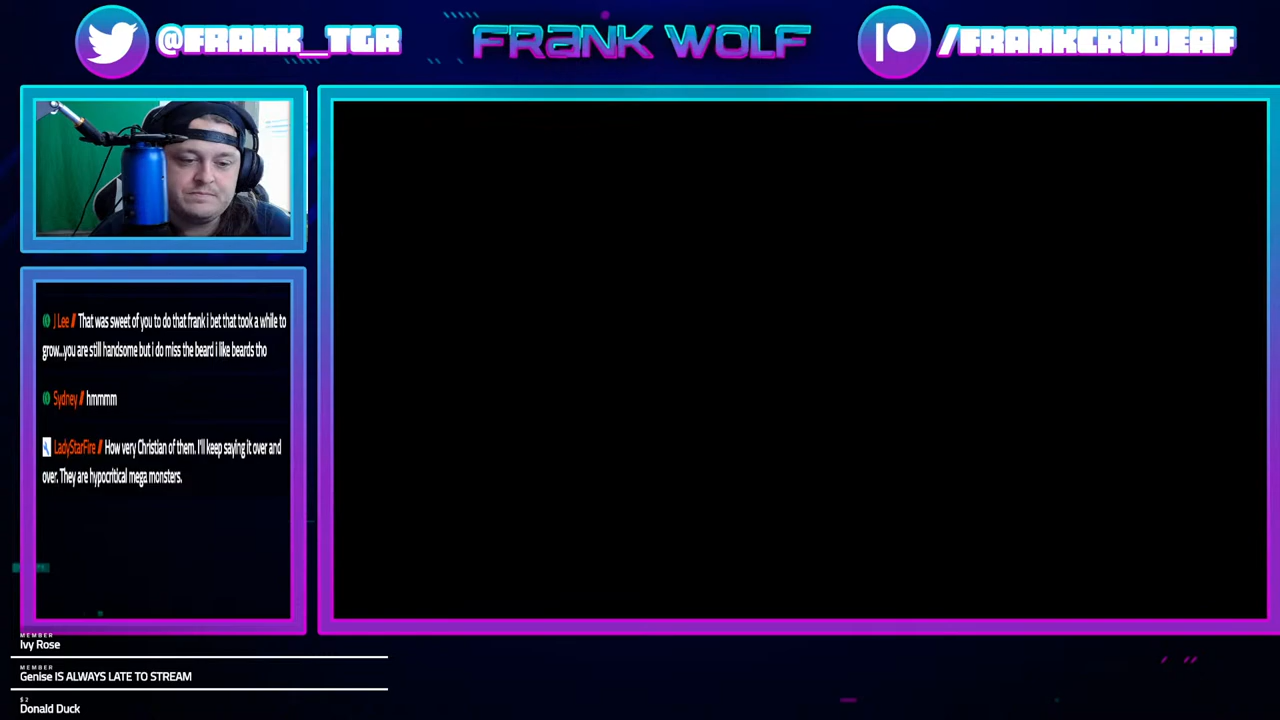 @FRANK_TGR
FRANK WOLF
/FRANKCRUDEAF
J Lee // That was sweet of you to do that frank i bet that took a while to
grow...you are still handsome but i do miss the beard i like beards tho
Sydney // hmmmm
LadyStarFire // How very Christian of them. I'll keep saying it over and
over. They are hypocritical mega monsters.
MEMBER
Ivy Rose
MEMBER
Genise IS ALWAYS LATE TO STREAM
$2
Donald Duck